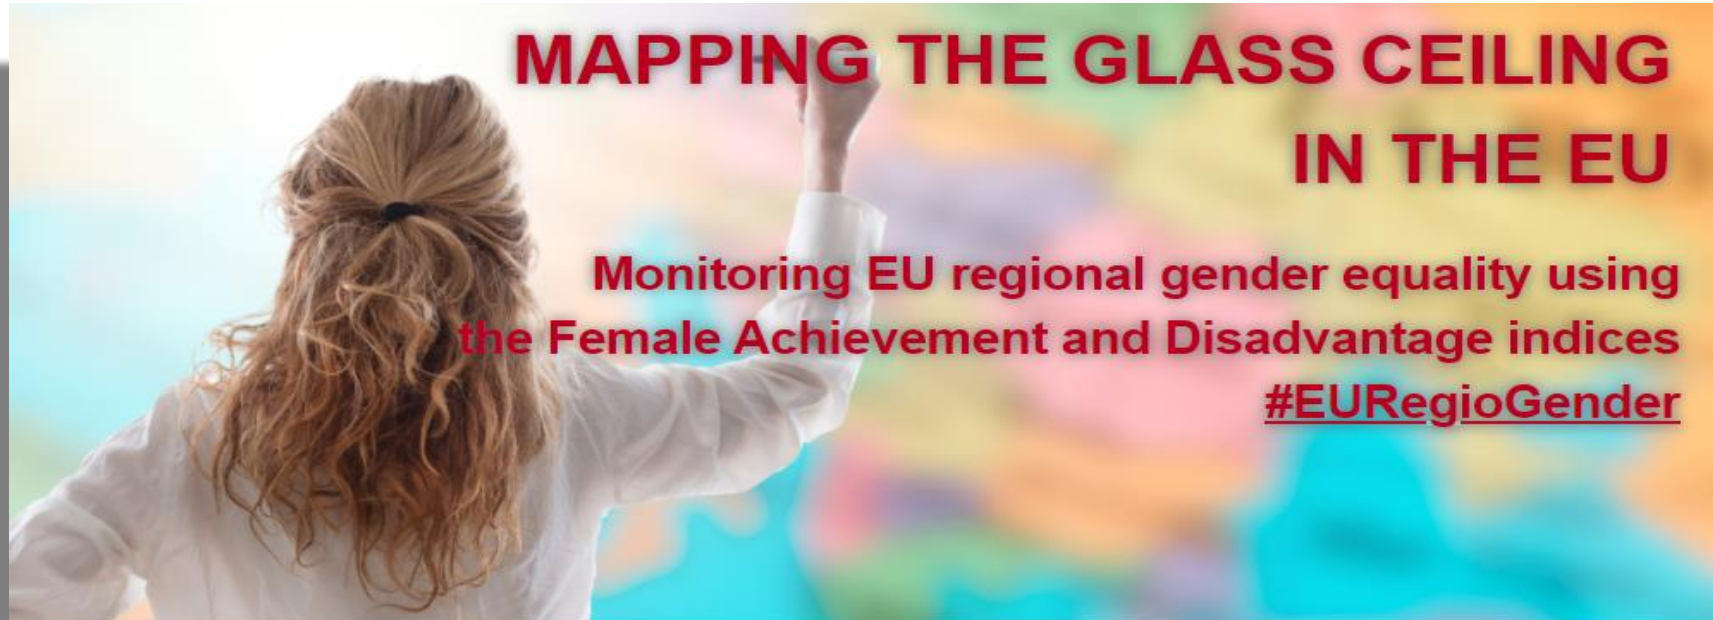 MAPPING THE GLASS CEILING
IN THE EU
Monitoring EU regional gender equality using
the Female Achievement and Disadvantage indices
#EURegioGender